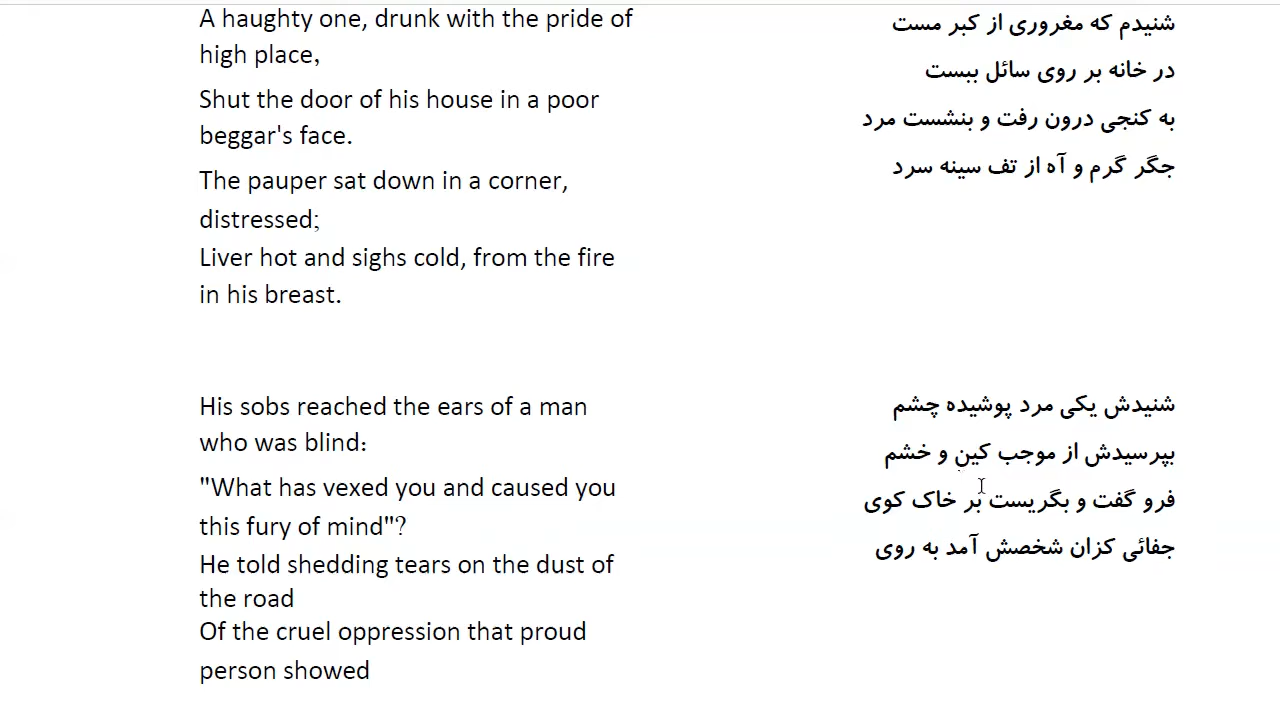 A haughty one, drunk with the pride of
high place,
Shut the door of his house in a poor
beggar's face.
The pauper sat down in a corner,
distressed;
Liver hot and sighs cold, from the fire
in his breast.
شنیدم که مغروری از کبر مست
در خانه بر روی سائل ببست
به کنجی درون رفت و بنشست مرد
جگر گرم و آه از تف سینه سرد
His sobs reached the ears of a man
who was blind:
"What has vexed you and caused you
this fury of mind"?
He told shedding tears on the dust of
the road
Of the cruel oppression that proud
person showed
شنیدش یکی مرد پوشیده چشم
بپرسیدش از موجب کین و خشم
فرو گفت و بگریست بر خاک کوی
جفائی کزان شخصش آمد به روی